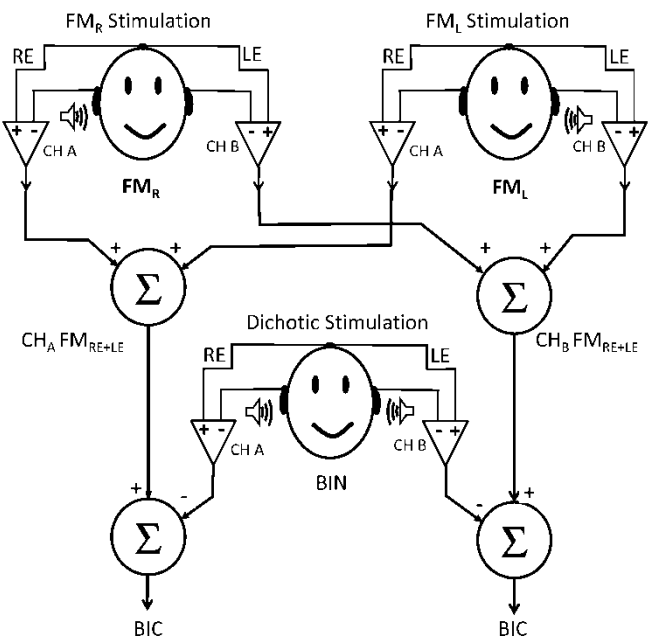 FMR Stimulation
FML Stimulation
RE
LE
RE
LE
+ -
- +
+ -
- +
CH A
CH B
CH A
CH B
FMR
FML
+
+
+
+
Σ
Σ
Dichotic Stimulation
CHA FMRE+LE
CHB FMRE+LE
RE
LE
+ -
- +
CH A
CH B
BIN
+
-
-
+
Σ
Σ
BIC
BIC